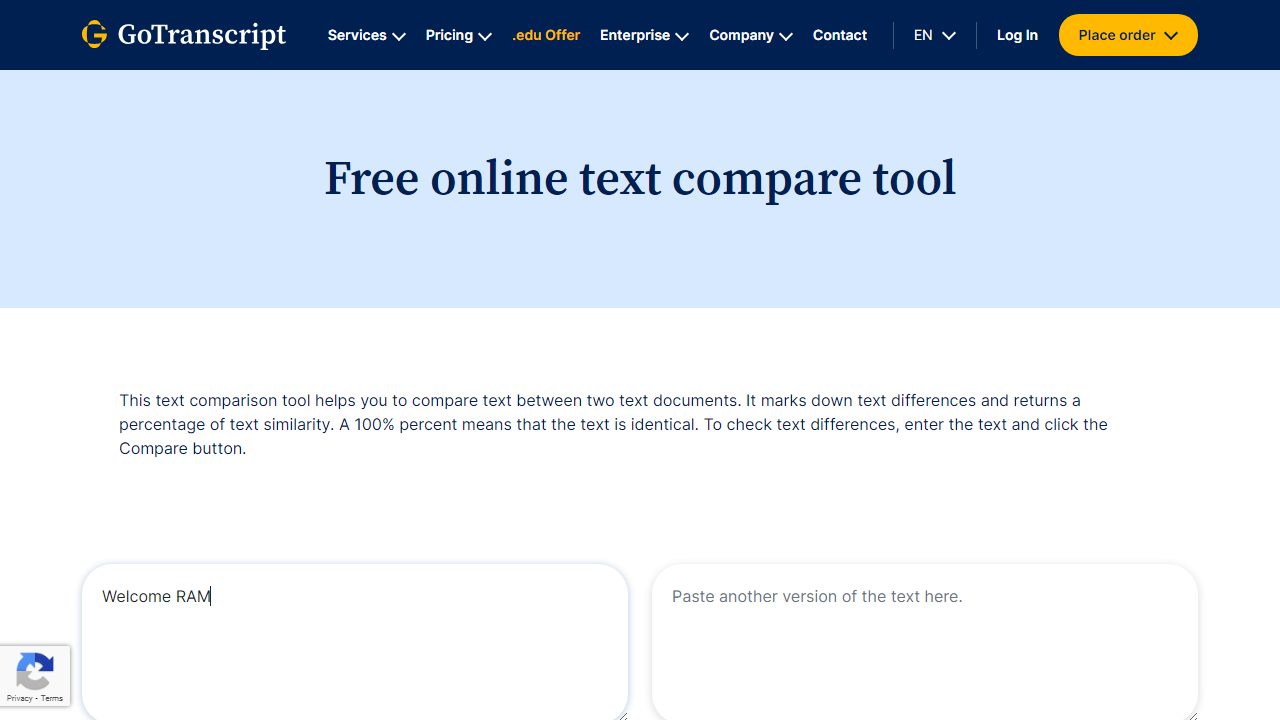 GoTranscript
Services Pricing .edu Offer Enterprise Company Contact EN Log In Place order
Free online text compare tool
This text comparison tool helps you to compare text between two text documents. It marks down text differences and returns a
percentage of text similarity. A 100% percent means that the text is identical. To check text differences, enter the text and click the
Compare button.
Welcome RAM
Paste another version of the text here.
Privacy - Terms